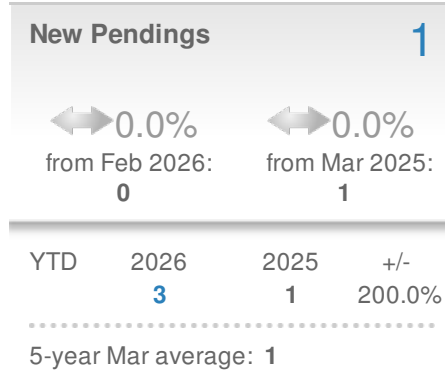 New Pendings 1
0.0% 0.0%
from Feb 2026: from Mar 2025:
0 1
YTD 2026 2025 +/-
3 1 200.0%
5-year Mar average: 1